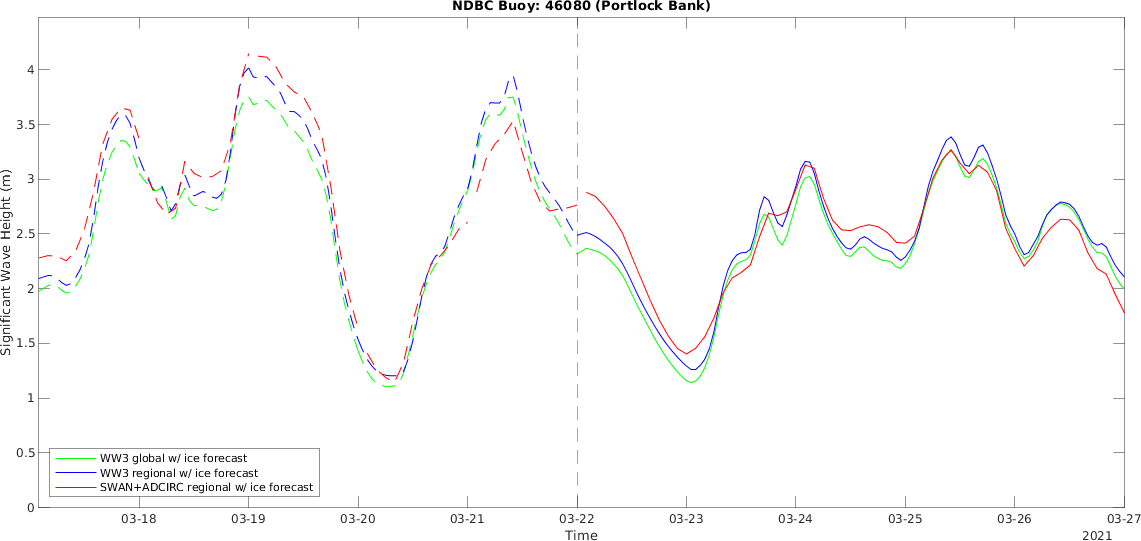 NDBC Buoy: 46080 (Portlock Bank)
Significant Wave Height (m)
4
3.5
3
2.5
2
1.5
1
0.5
0
WW3 global w/ ice forecast
WW3 regional w/ ice forecast
SWAN+ADCIRC regional w/ ice forecast
03-18 03-19 03-20 03-21 03-22 03-23 03-24 03-25 03-26 03-27
Time
2021